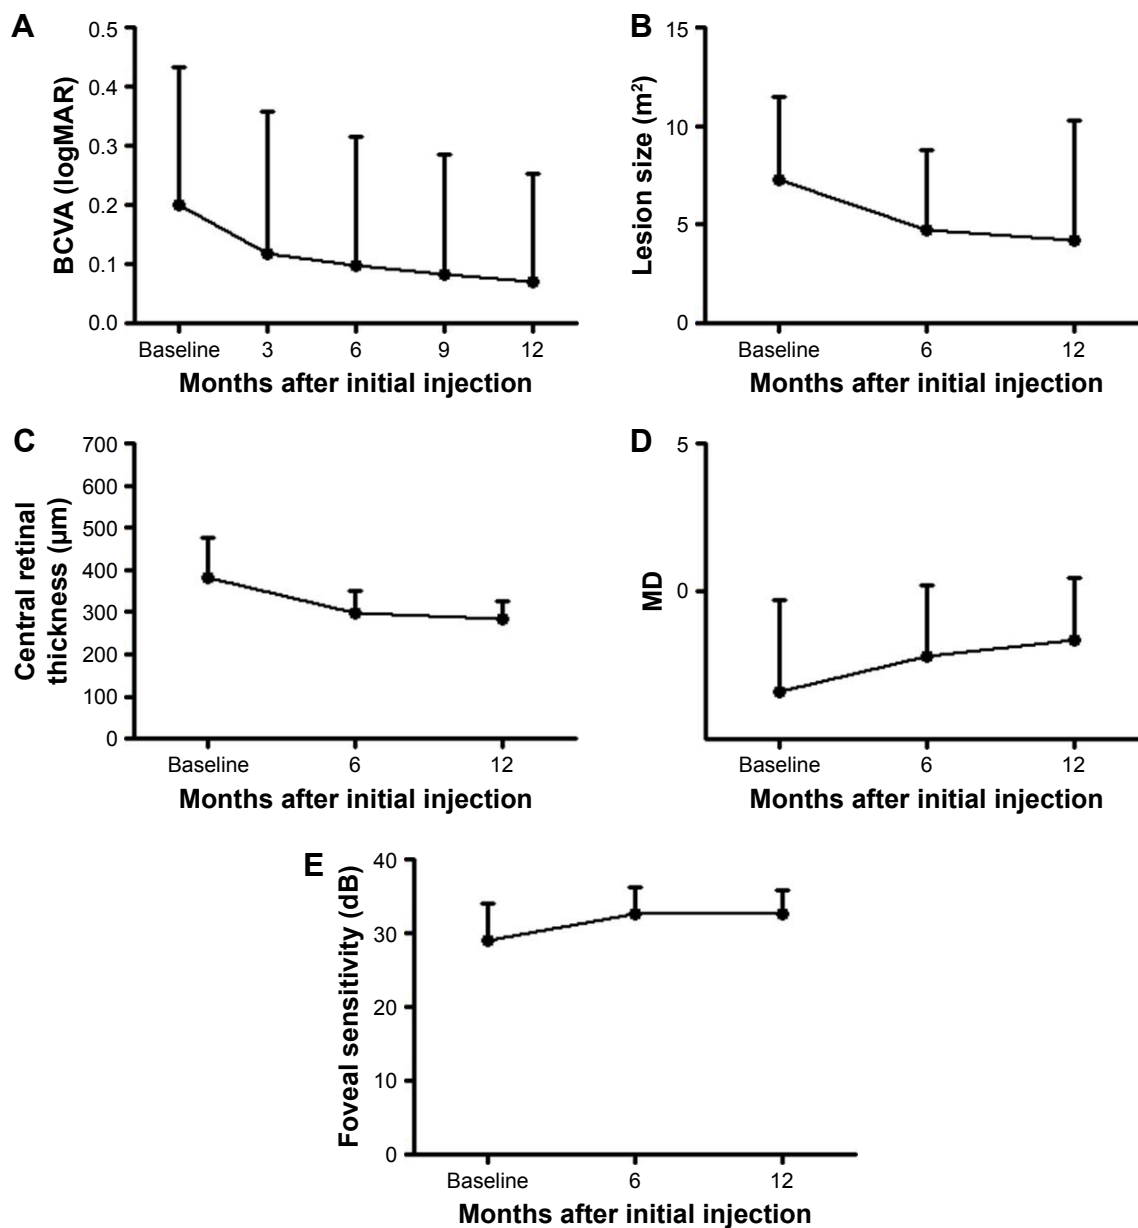 A
BCVA (logMAR)
0.5
0.4
0.3
0.2
0.1
0.0
Baseline 3 6 9 12
Months after initial injection
B
Lesion size (m²)
15
10
5
0
Baseline 6 12
Months after initial injection
C
Central retinal
thickness (µm)
700
600
500
400
300
200
100
0
Baseline 6 12
Months after initial injection
D
MD
5
0
Baseline 6 12
Months after initial injection
E
Foveal sensitivity (dB)
40
30
20
10
0
Baseline 6 12
Months after initial injection